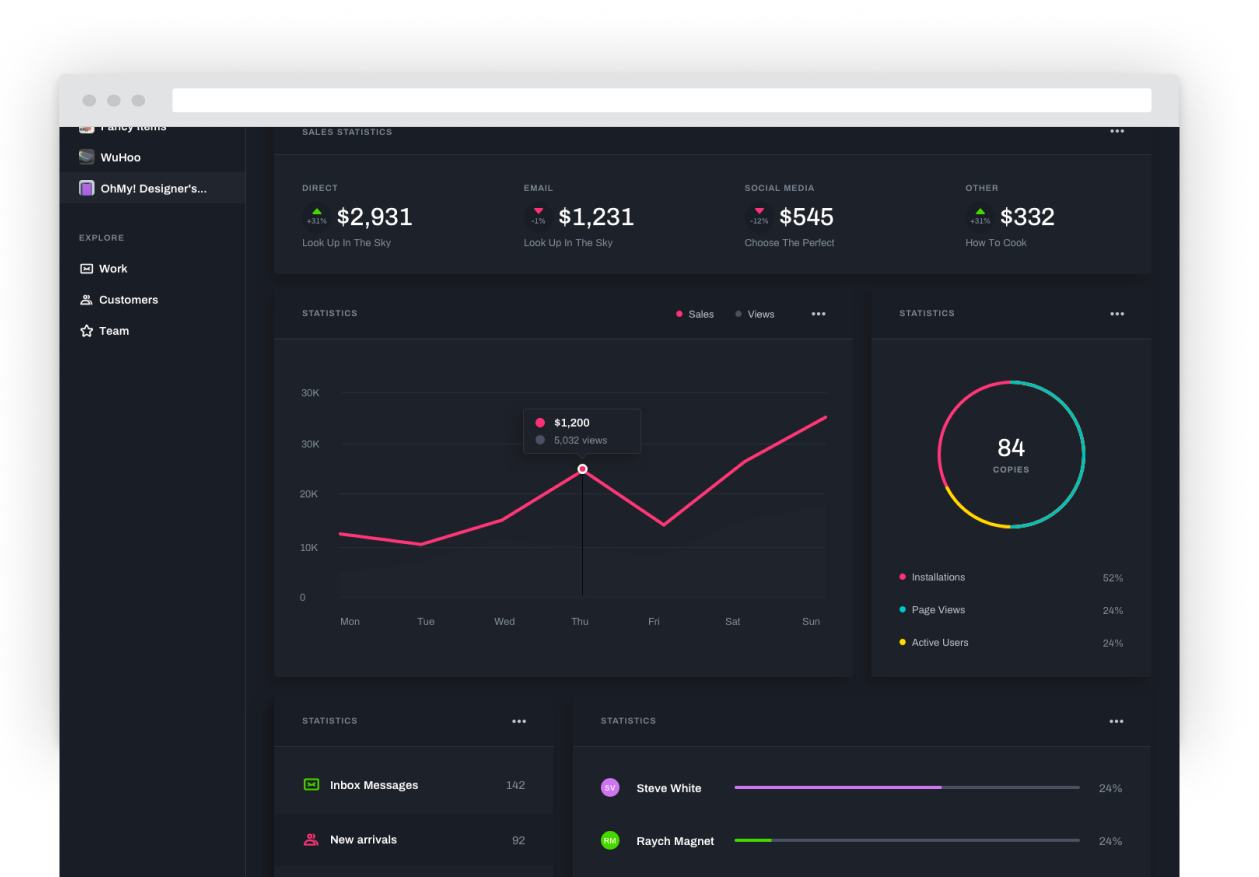 Fancy Items
WuHoo
OhMy! Designer's...
EXPLORE
Work
Customers
Team
SALES STATISTICS
DIRECT
+31% $2,931
Look Up In The Sky
EMAIL
-1% $1,231
Look Up In The Sky
SOCIAL MEDIA
-12% $545
Choose The Perfect
OTHER
+31% $332
How To Cook
STATISTICS
Sales Views
30K
30K
20K
10K
0
$1,200
5,032 views
Mon Tue Wed Thu Fri Sat Sun
STATISTICS
84
COPIES
Installations 52%
Page Views 24%
Active Users 24%
STATISTICS
Inbox Messages 142
New arrivals 92
STATISTICS
SV Steve White 24%
RM Raych Magnet 24%